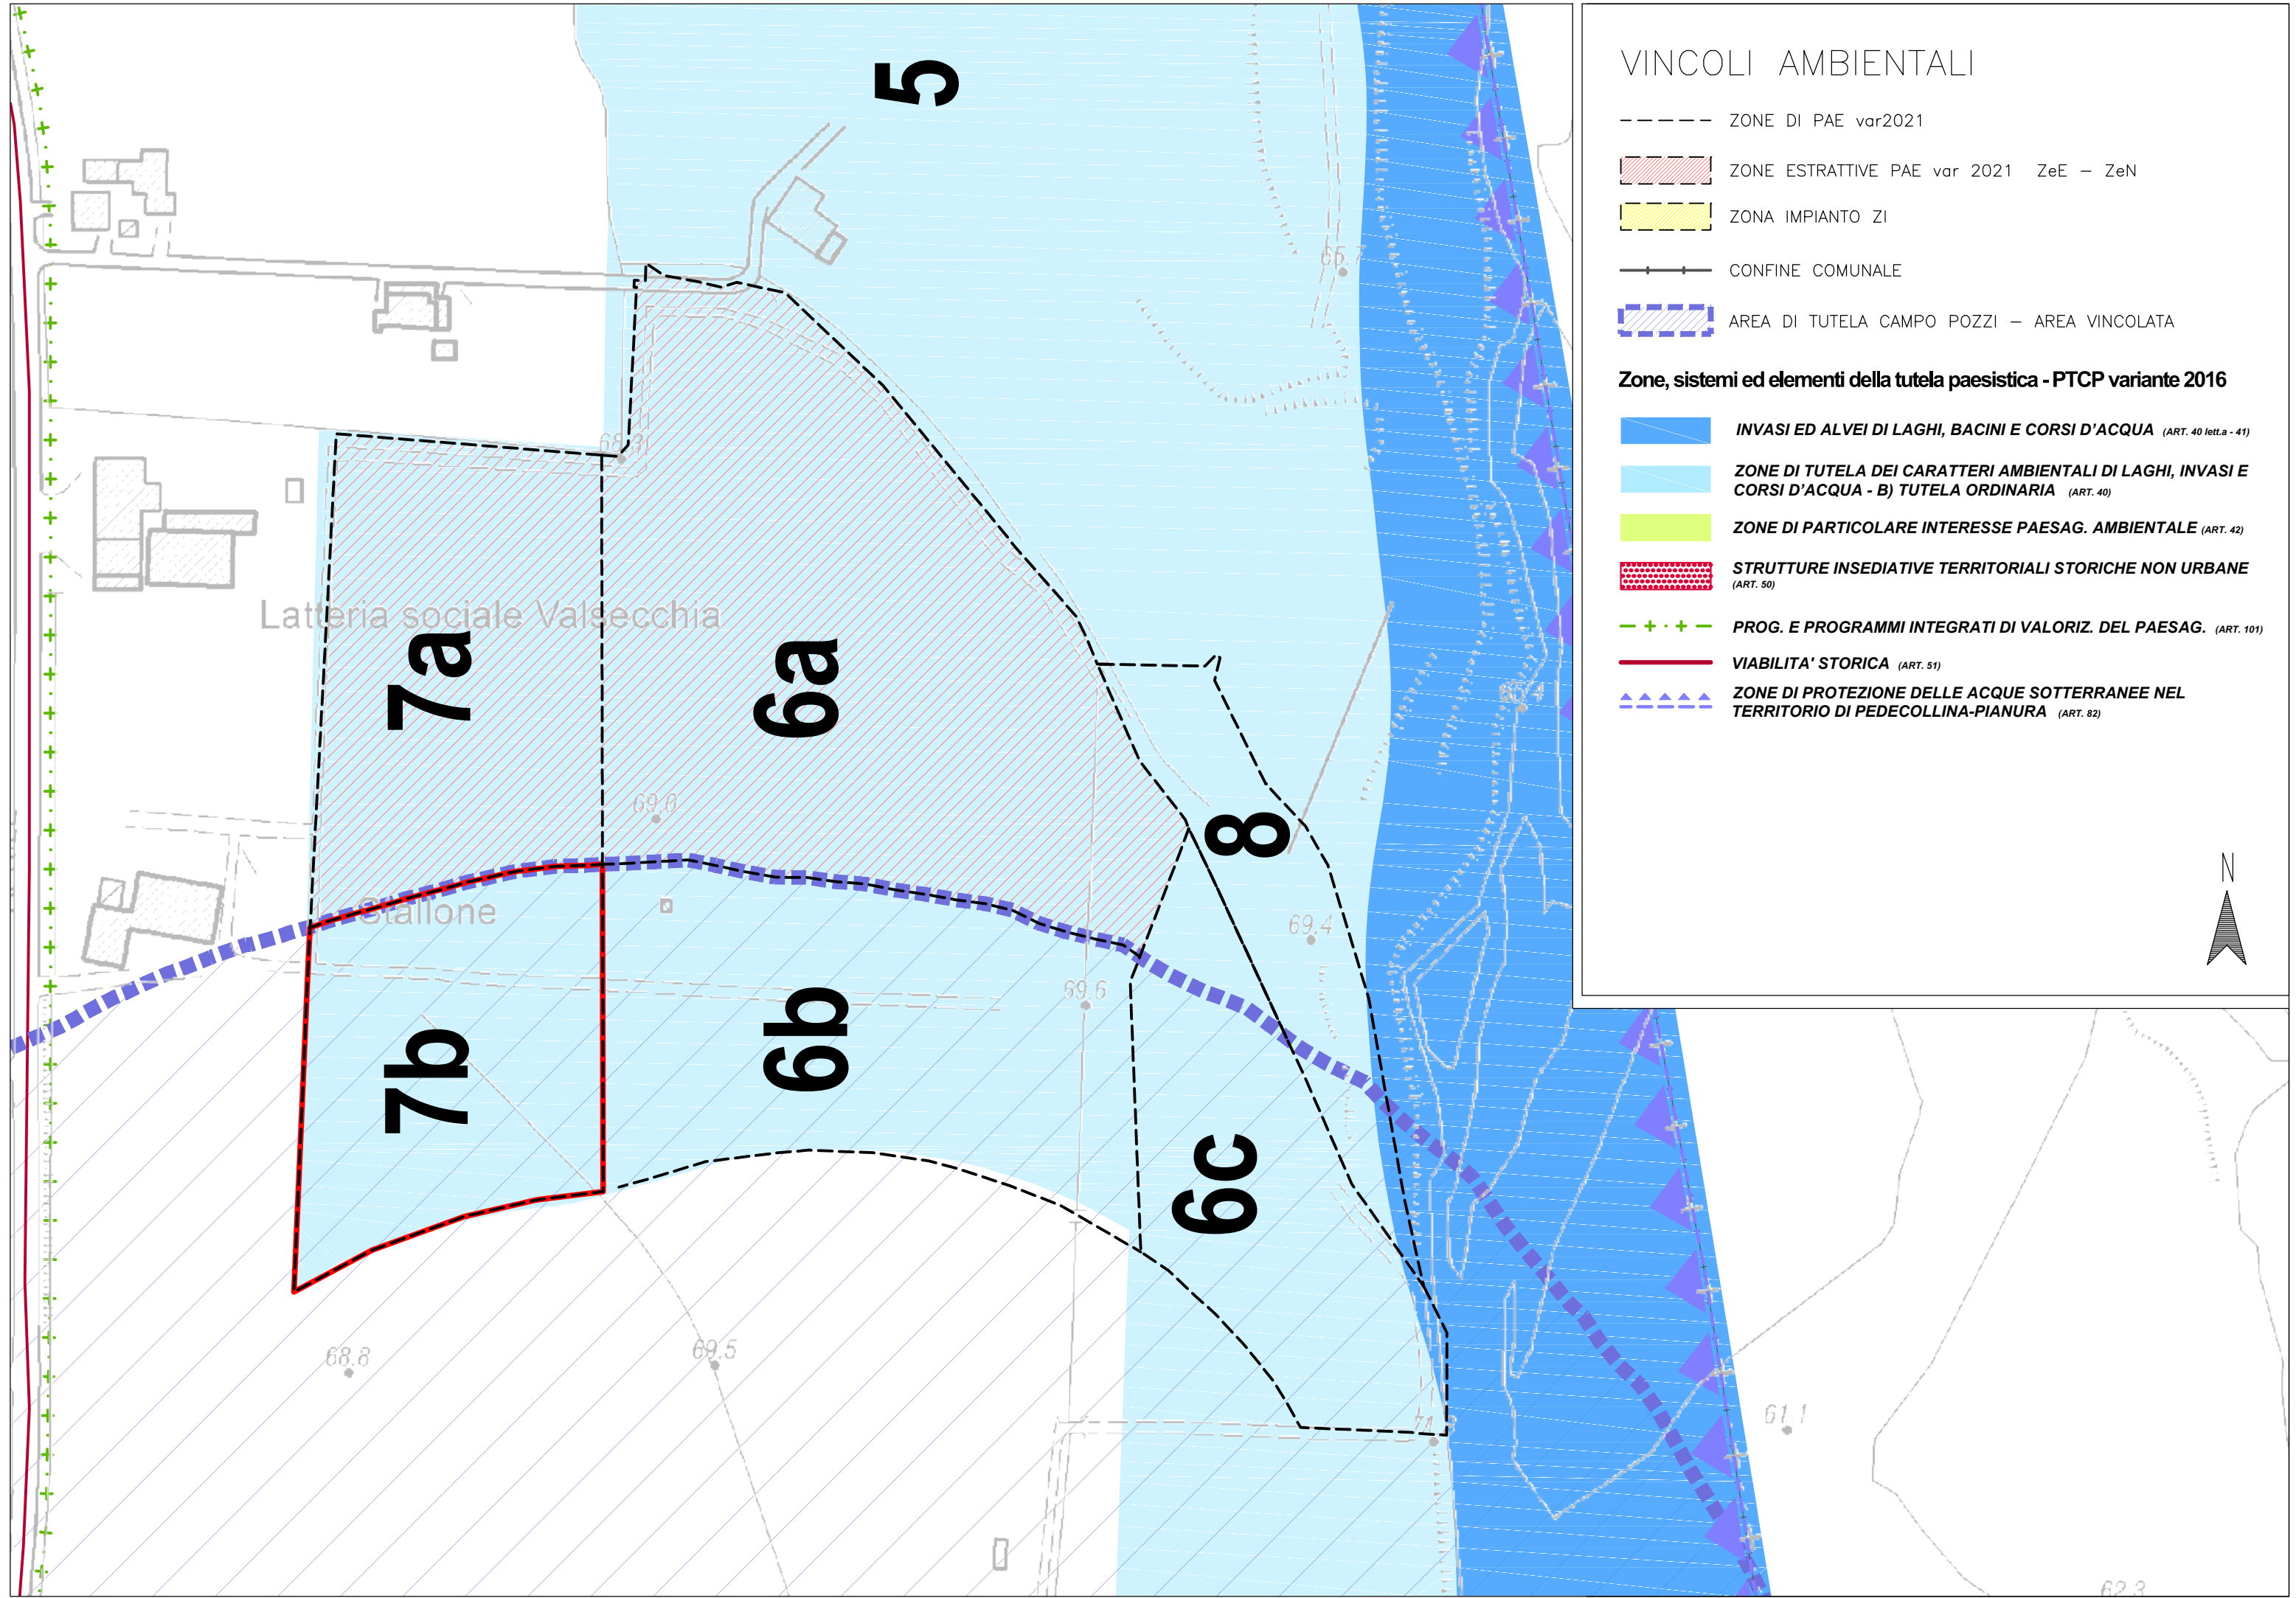 VINCOLI AMBIENTALI
ZONE DI PAE var2021
ZONE ESTRATTIVE PAE var 2021 ZeE - ZeN
ZONA IMPIANTO ZI
CONFINE COMUNALE
AREA DI TUTELA CAMPO POZZI - AREA VINCOLATA
Zone, sistemi ed elementi della tutela paesistica - PTCP variante 2016
INVASI ED ALVEI DI LAGHI, BACINI E CORSI D'ACQUA (ART. 40 lett.a - 41)
ZONE DI TUTELA DEI CARATTERI AMBIENTALI DI LAGHI, INVASI E
CORSI D'ACQUA - B) TUTELA ORDINARIA (ART. 40)
ZONE DI PARTICOLARE INTERESSE PAESAG. AMBIENTALE (ART. 42)
STRUTTURE INSEDIATIVE TERRITORIALI STORICHE NON URBANE
(ART. 50)
PROG. E PROGRAMMI INTEGRATI DI VALORIZ. DEL PAESAG. (ART. 101)
VIABILITA' STORICA (ART. 51)
ZONE DI PROTEZIONE DELLE ACQUE SOTTERRANEE NEL
TERRITORIO DI PEDECOLLINA-PIANURA (ART. 82)
N
5
65.7
68.3
Latteria sociale Valsecchia
7a
6a
69.0
8
Stallone
69.4
69.6
7b
6b
6c
68.8
69.5
61.1
62.3